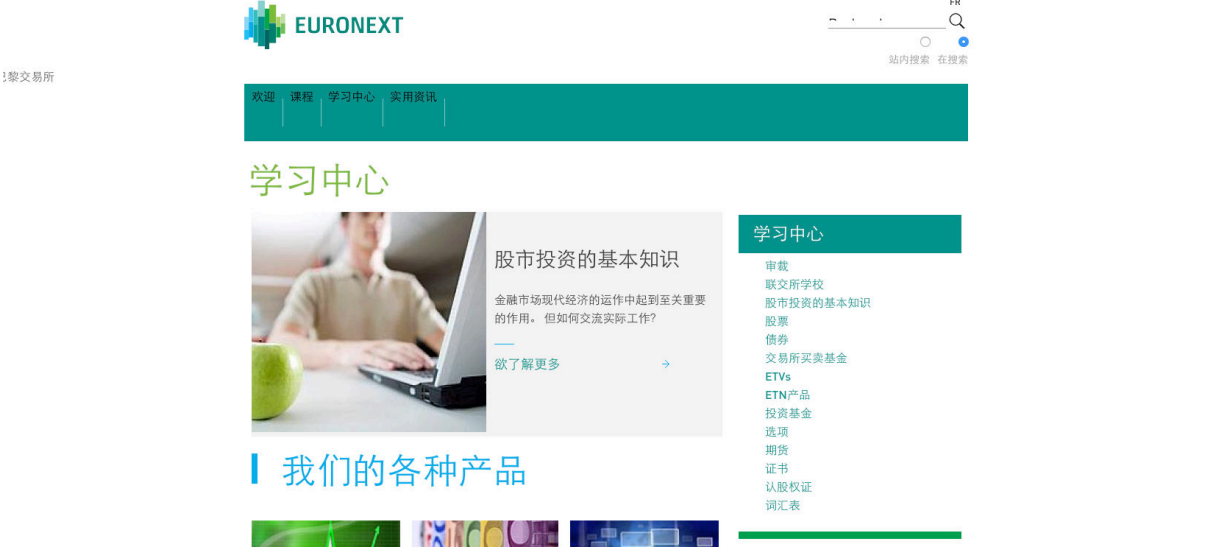 FR
EURONEXT
站内搜索 在搜索
黎交易所
欢迎 课程 学习中心 实用资讯
学习中心
股市投资的基本知识
金融市场现代经济的运作中起到至关重要
的作用。 但如何交流实际工作?
欲了解更多
学习中心
审裁
联交所学校
股市投资的基本知识
股票
债券
交易所买卖基金
ETVs
ETN产品
投资基金
选项
期货
证书
认股权证
词汇表
我们的各种产品